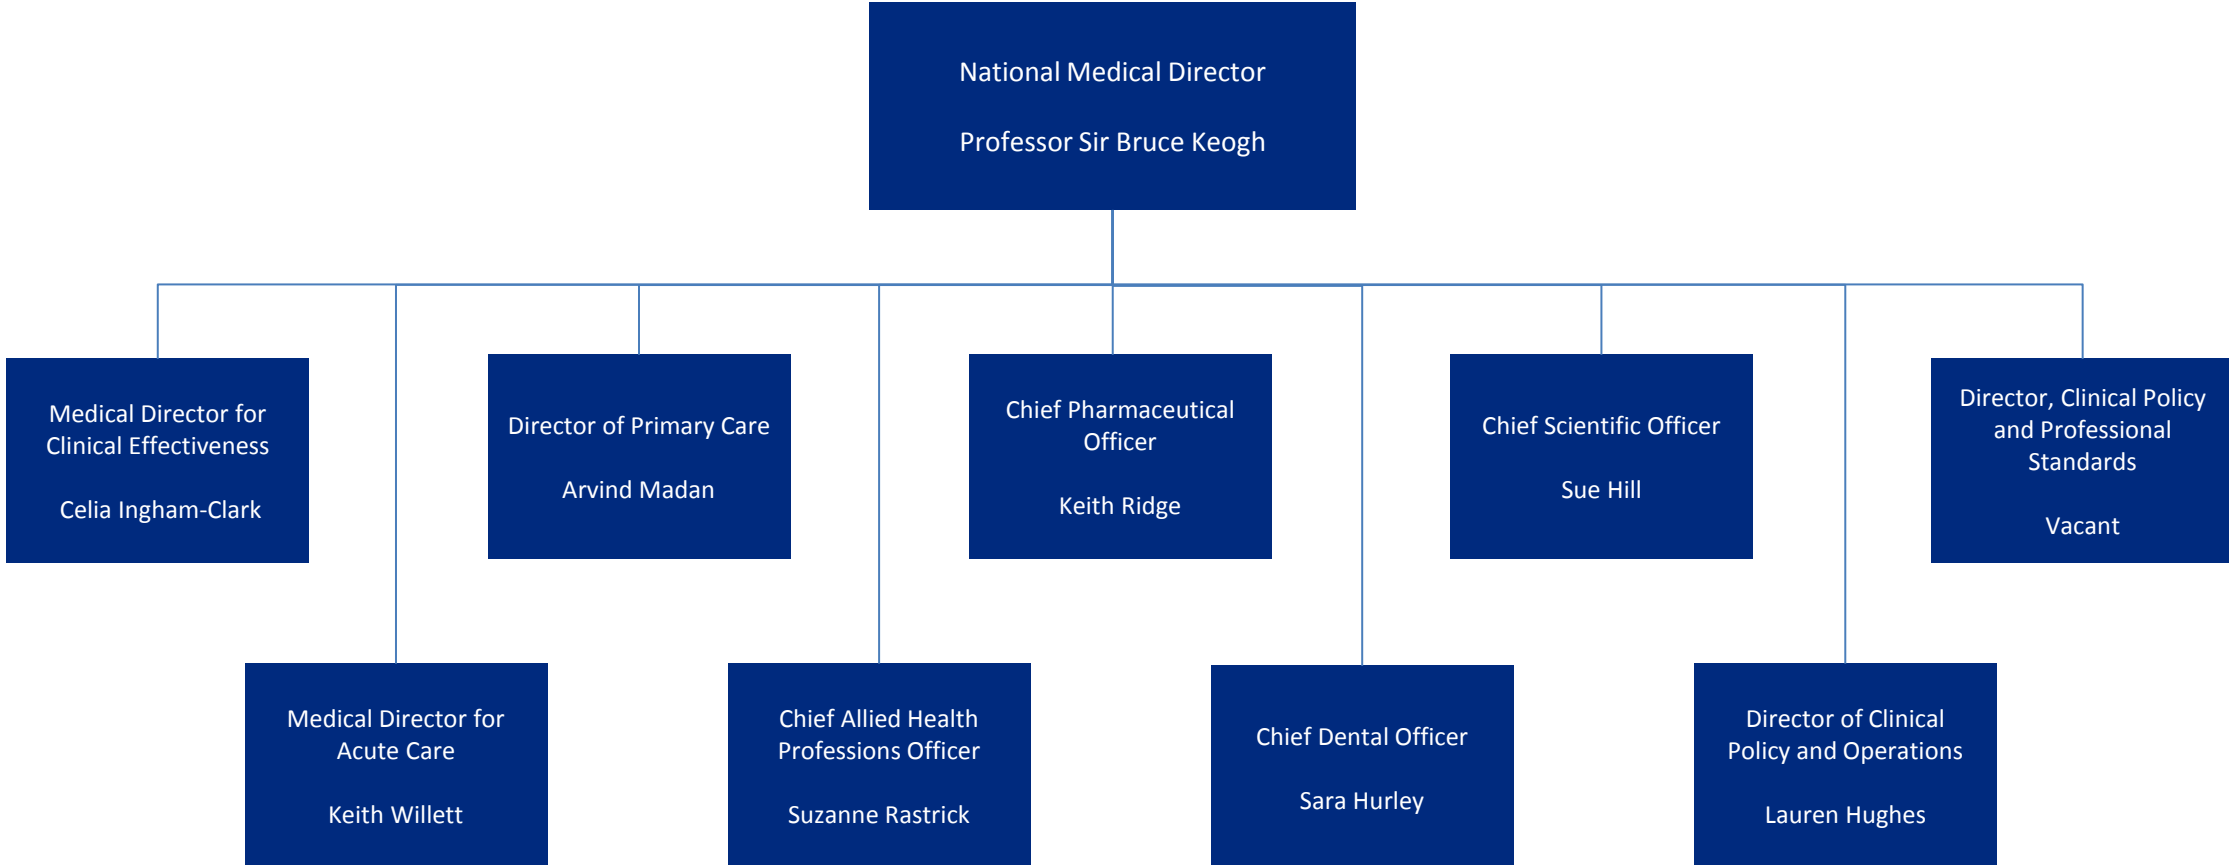 National Medical Director
Professor Sir Bruce Keogh
Medical Director for
Clinical Effectiveness
Celia Ingham-Clark
Director of Primary Care
Arvind Madan
Chief Pharmaceutical
Officer
Keith Ridge
Chief Scientific Officer
Sue Hill
Director, Clinical Policy
and Professional
Standards
Vacant
Medical Director for
Acute Care
Keith Willett
Chief Allied Health
Professions Officer
Suzanne Rastrick
Chief Dental Officer
Sara Hurley
Director of Clinical
Policy and Operations
Lauren Hughes